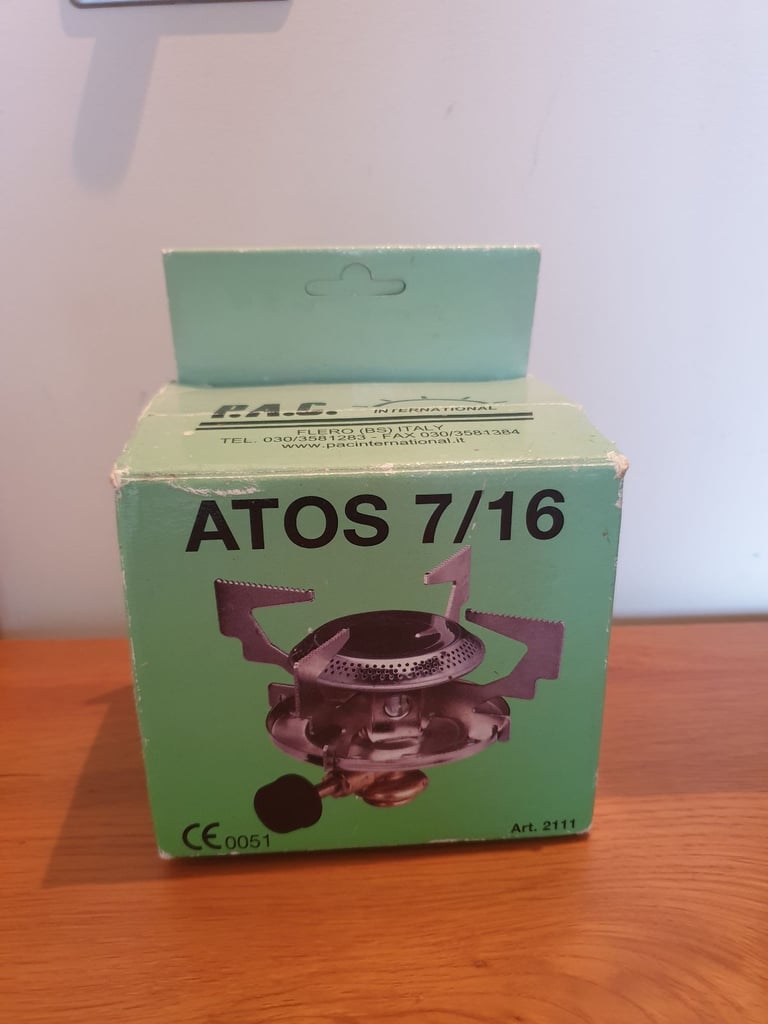 P.A.C. INTERNATIONAL
FLERO (BS) ITALY
TEL. 030/3581283 - FAX 030/3581384
www.pacinternational.it
ATOS 7/16
CE 0051
Art. 2111